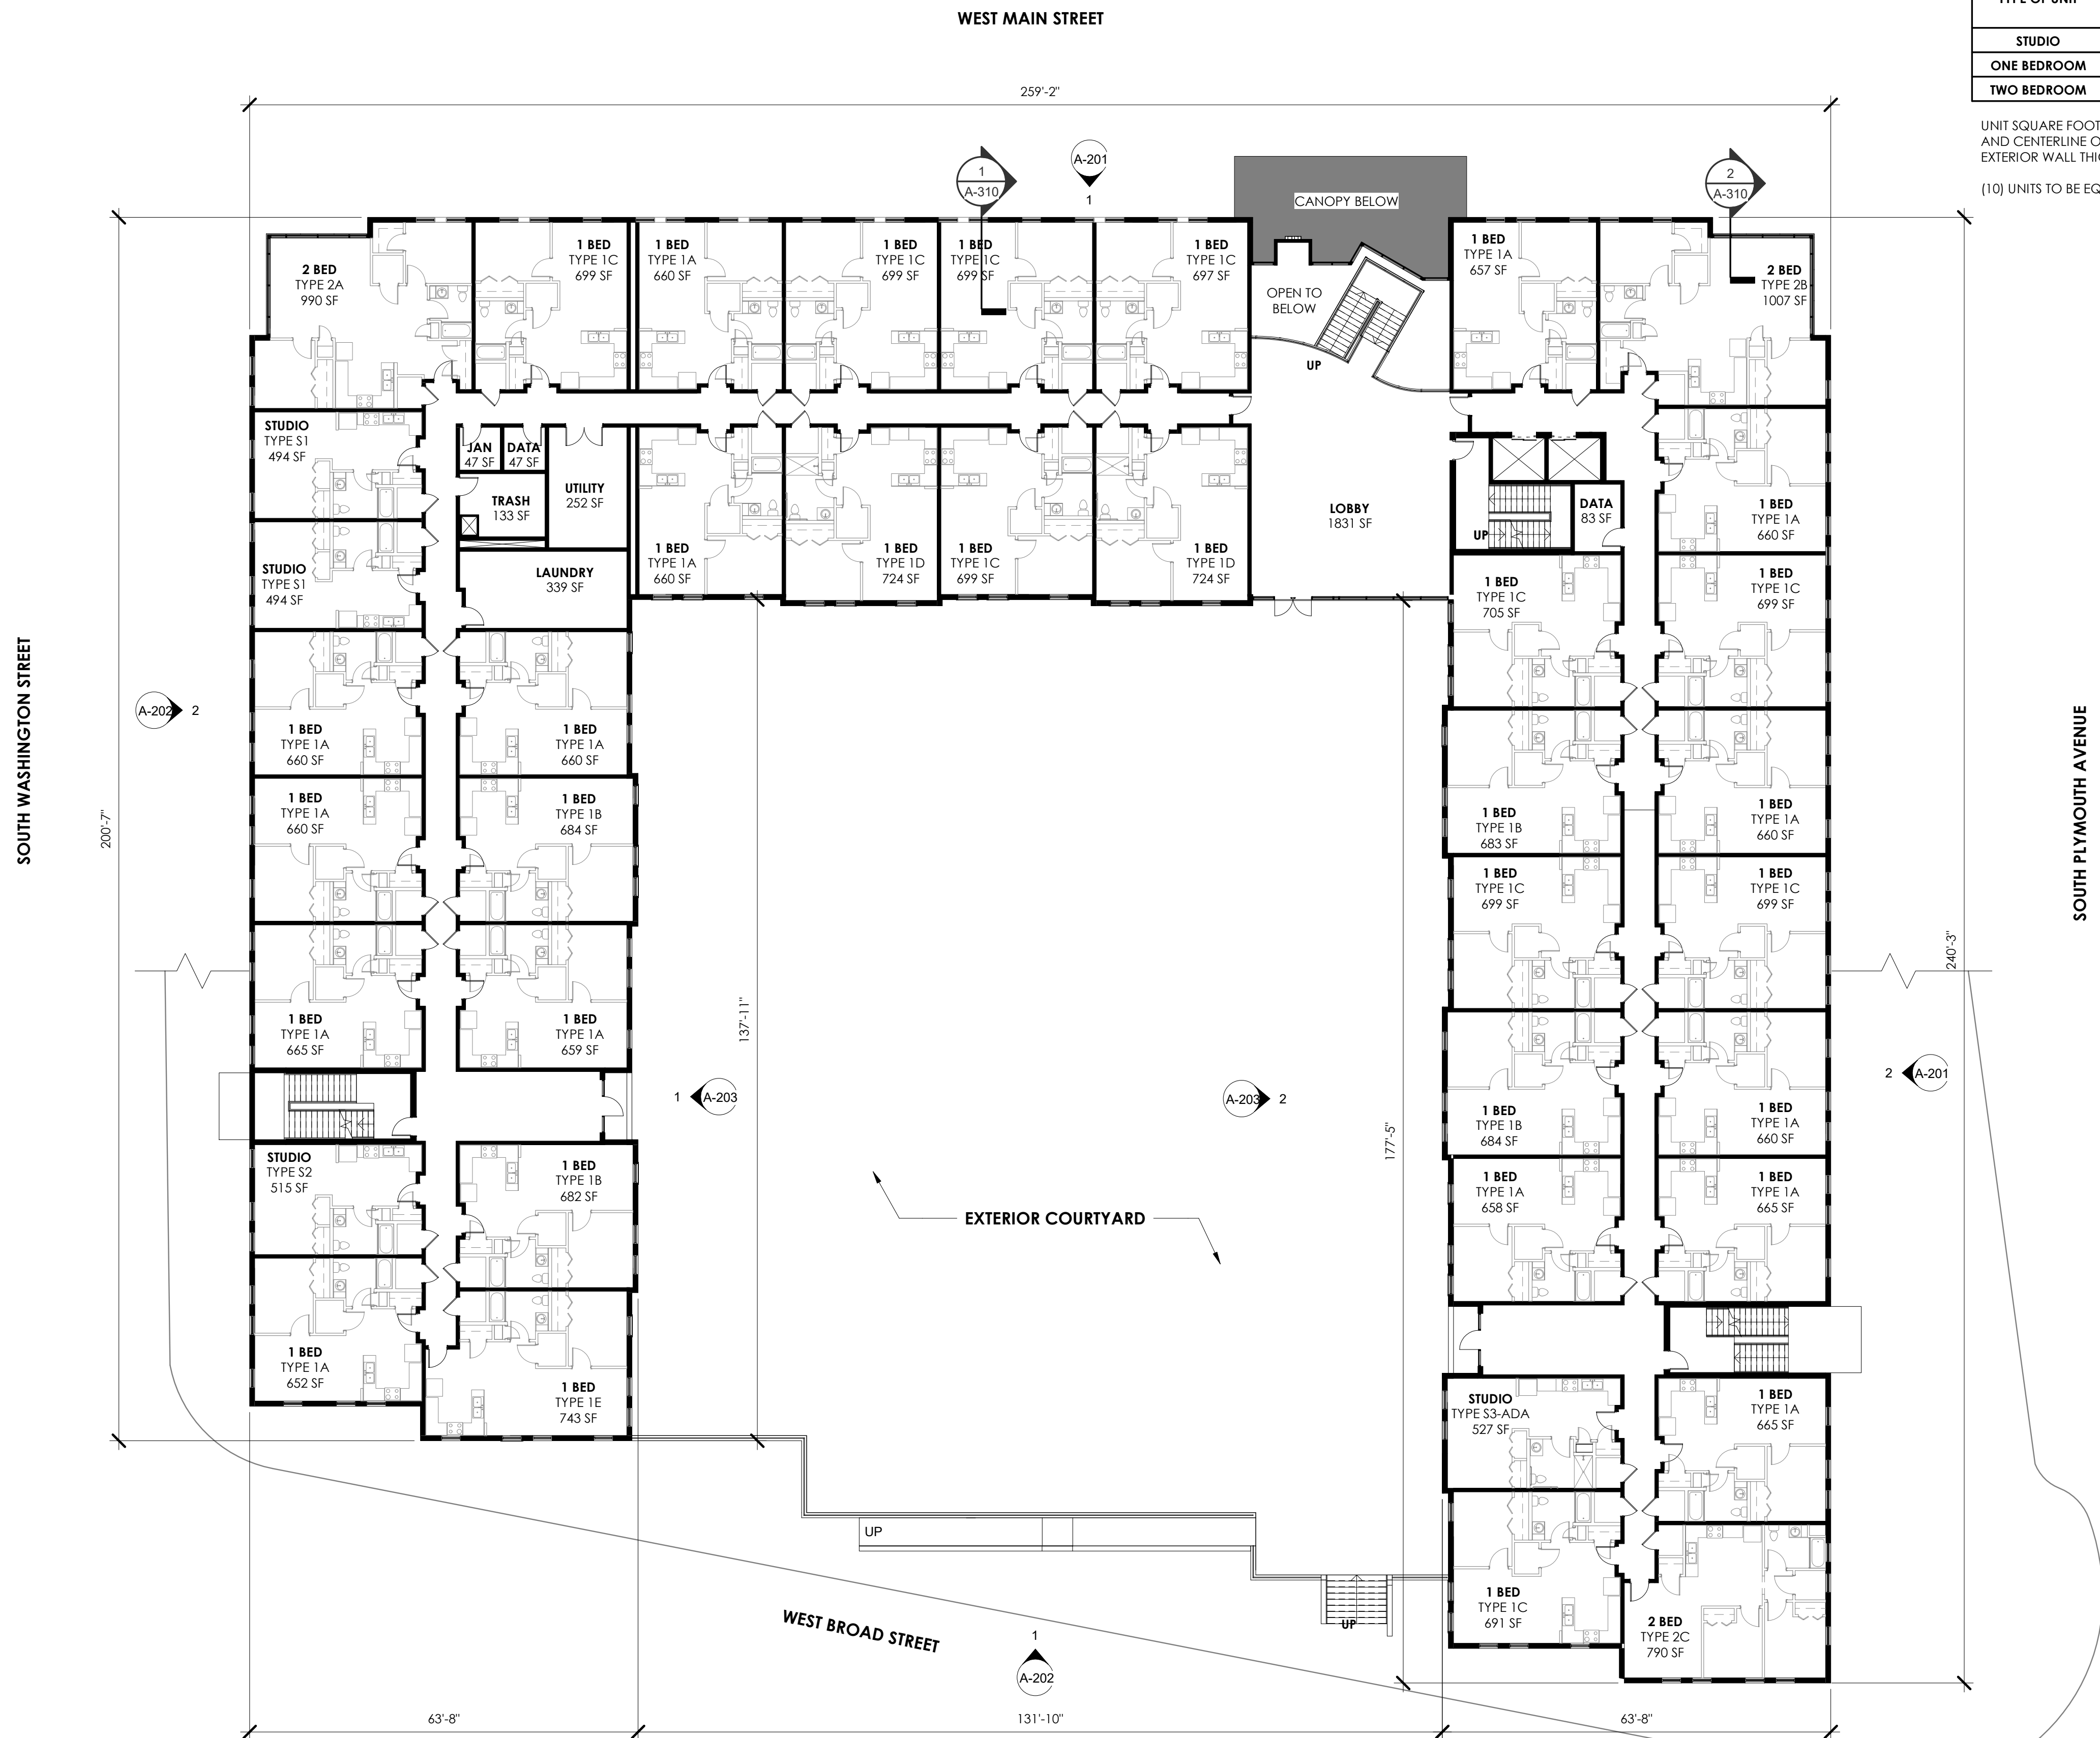 WEST MAIN STREET
TYPE OF UNIT
STUDIO
ONE BEDROOM
TWO BEDROOM
UNIT SQUARE FOOT
AND CENTERLINE O
EXTERIOR WALL THI
(10) UNITS TO BE EQ
259'-2"
A-201
1
1
A-310
2
A-310
CANOPY BELOW
2 BED
TYPE 2A
990 SF
1 BED
TYPE 1C
699 SF
1 BED
TYPE 1A
660 SF
1 BED
TYPE 1C
699 SF
1 BED
TYPE 1C
699 SF
1 BED
TYPE 1C
697 SF
OPEN TO
BELOW
UP
1 BED
TYPE 1A
657 SF
2 BED
TYPE 2B
1007 SF
STUDIO
TYPE S1
494 SF
JAN
47 SF
DATA
47 SF
TRASH
133 SF
UTILITY
252 SF
LAUNDRY
339 SF
STUDIO
TYPE S1
494 SF
1 BED
TYPE 1A
660 SF
1 BED
TYPE 1D
724 SF
1 BED
TYPE 1C
699 SF
1 BED
TYPE 1D
724 SF
LOBBY
1831 SF
UP
DATA
83 SF
1 BED
TYPE 1A
660 SF
1 BED
TYPE 1C
705 SF
1 BED
TYPE 1C
699 SF
SOUTH WASHINGTON STREET
A-202
2
200'-7"
1 BED
TYPE 1A
660 SF
1 BED
TYPE 1A
660 SF
1 BED
TYPE 1A
660 SF
1 BED
TYPE 1B
684 SF
1 BED
TYPE 1B
683 SF
1 BED
TYPE 1A
660 SF
SOUTH PLYMOUTH AVENUE
1 BED
TYPE 1C
699 SF
1 BED
TYPE 1C
699 SF
240'-3"
137'-11"
1 BED
TYPE 1A
665 SF
1 BED
TYPE 1A
659 SF
1
A-203
A-203
2
177'-5"
1 BED
TYPE 1B
684 SF
1 BED
TYPE 1A
660 SF
2
A-201
STUDIO
TYPE S2
515 SF
1 BED
TYPE 1B
682 SF
EXTERIOR COURTYARD
1 BED
TYPE 1A
658 SF
1 BED
TYPE 1A
665 SF
1 BED
TYPE 1A
652 SF
1 BED
TYPE 1E
743 SF
STUDIO
TYPE S3-ADA
527 SF
1 BED
TYPE 1A
665 SF
UP
UP
1 BED
TYPE 1C
691 SF
2 BED
TYPE 2C
790 SF
WEST BROAD STREET
1
A-202
63'-8"
131'-10"
63'-8"